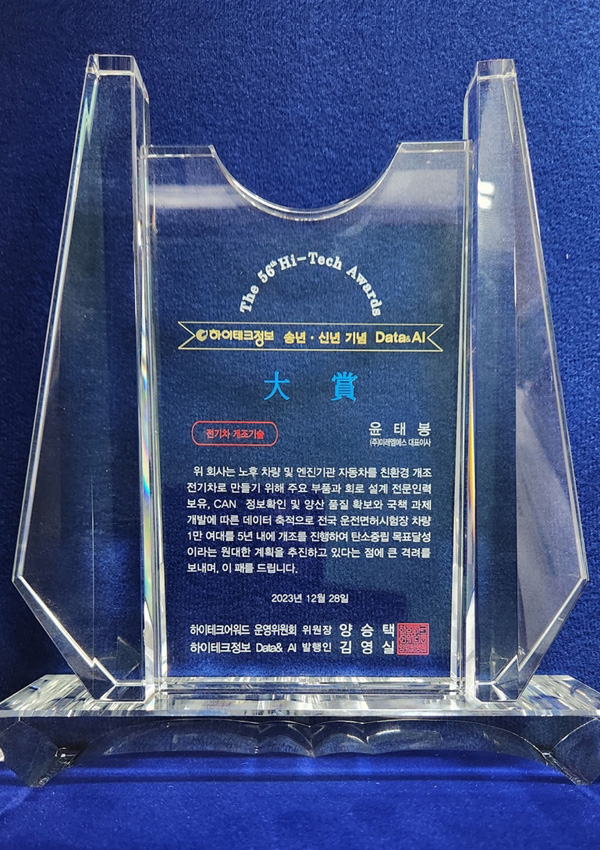 The 56th Hi-Tech Awards
하이테크정보 송년·신년 기념 Data&AI
大賞
전기차 개조기술
윤태봉
(주)미래엠에스 대표이사
위 회사는 노후 차량 및 엔진기관 자동차를 친환경 개조
전기차로 만들기 위해 주요 부품과 회로 설계 전문인력
보유, CAN 정보확인 및 양산 품질 확보와 국책 과제
개발에 따른 데이터 축적으로 전국 운전면허시험장 차량
1만 여대를 5년 내에 개조를 진행하여 탄소중립 목표달성
이라는 원대한 계획을 추진하고 있다는 점에 큰 격려를
보내며, 이 패를 드립니다.
2023년 12월 28일
하이테크어워드 운영위원회 위원장 양승택
하이테크정보 Data& AI 발행인 김영실